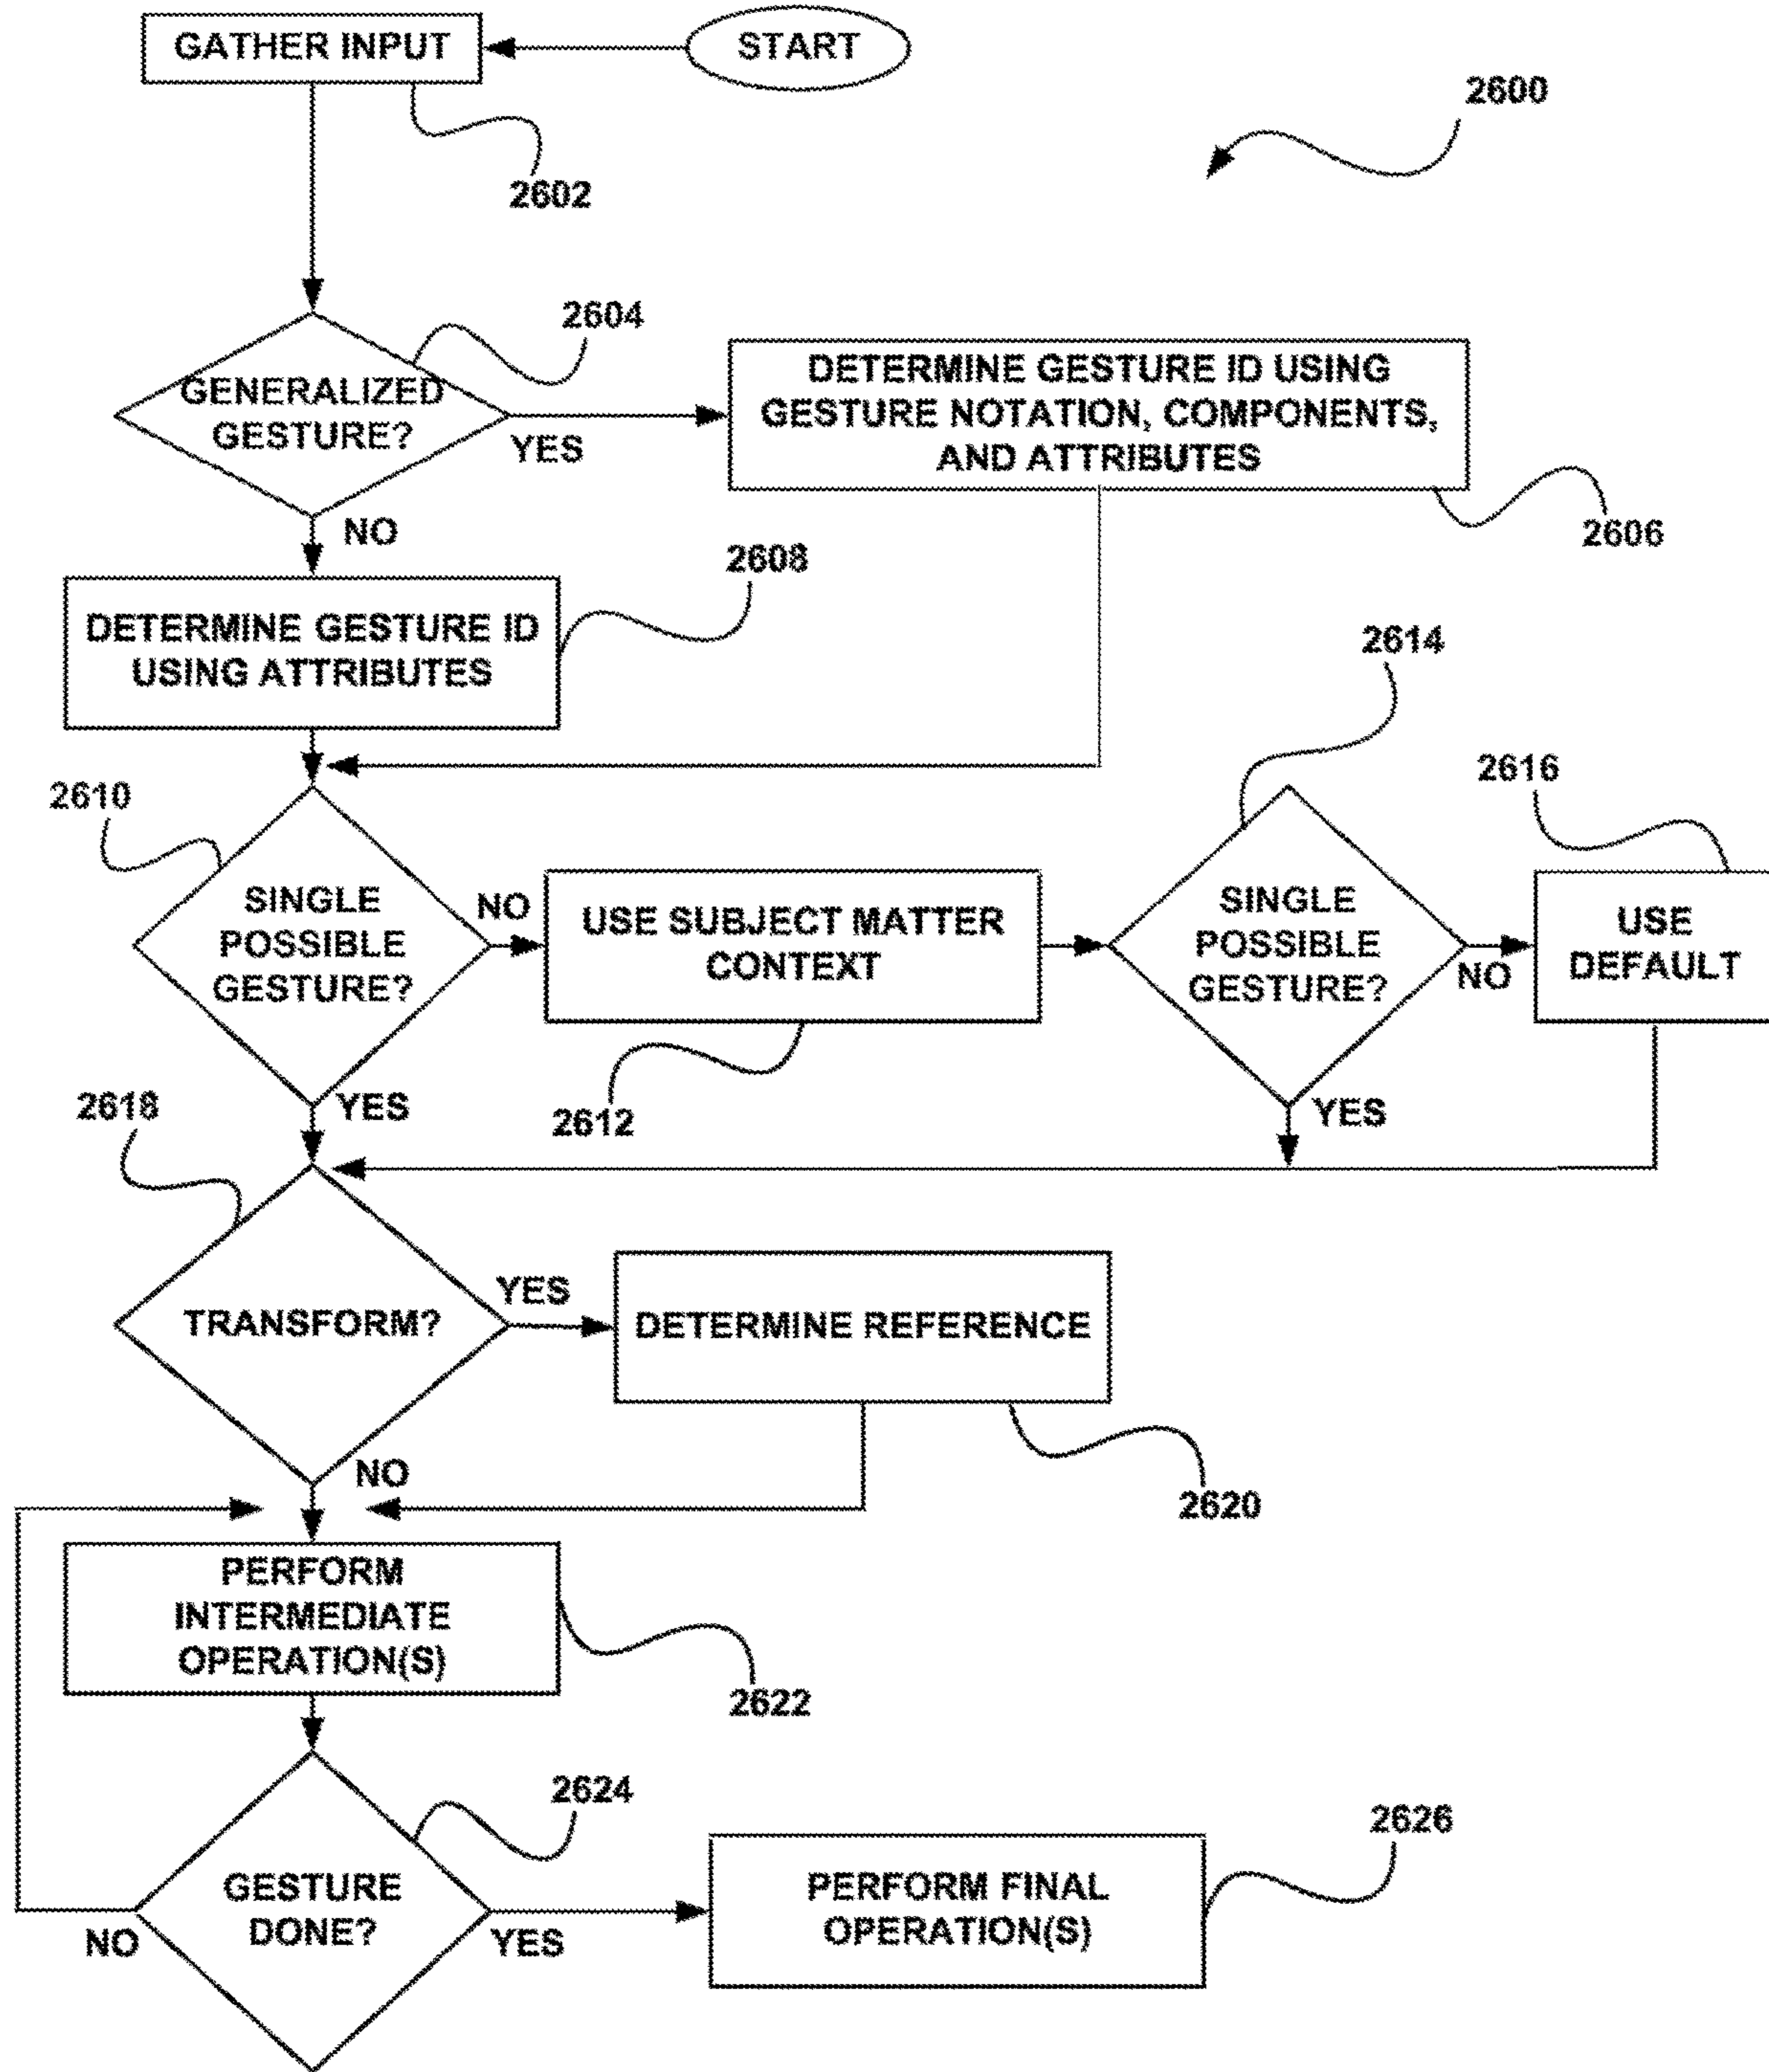 GATHER INPUT
START
2600
2602
2604
GENERALIZED
GESTURE?
YES
NO
DETERMINE GESTURE ID USING
GESTURE NOTATION, COMPONENTS,
AND ATTRIBUTES
2606
2608
DETERMINE GESTURE ID
USING ATTRIBUTES
2610
SINGLE
POSSIBLE
GESTURE?
NO
YES
USE SUBJECT MATTER
CONTEXT
2612
2614
SINGLE
POSSIBLE
GESTURE?
NO
YES
2616
USE
DEFAULT
2618
TRANSFORM?
YES
NO
DETERMINE REFERENCE
2620
PERFORM
INTERMEDIATE
OPERATION(S)
2622
2624
GESTURE
DONE?
NO
YES
2626
PERFORM FINAL
OPERATION(S)